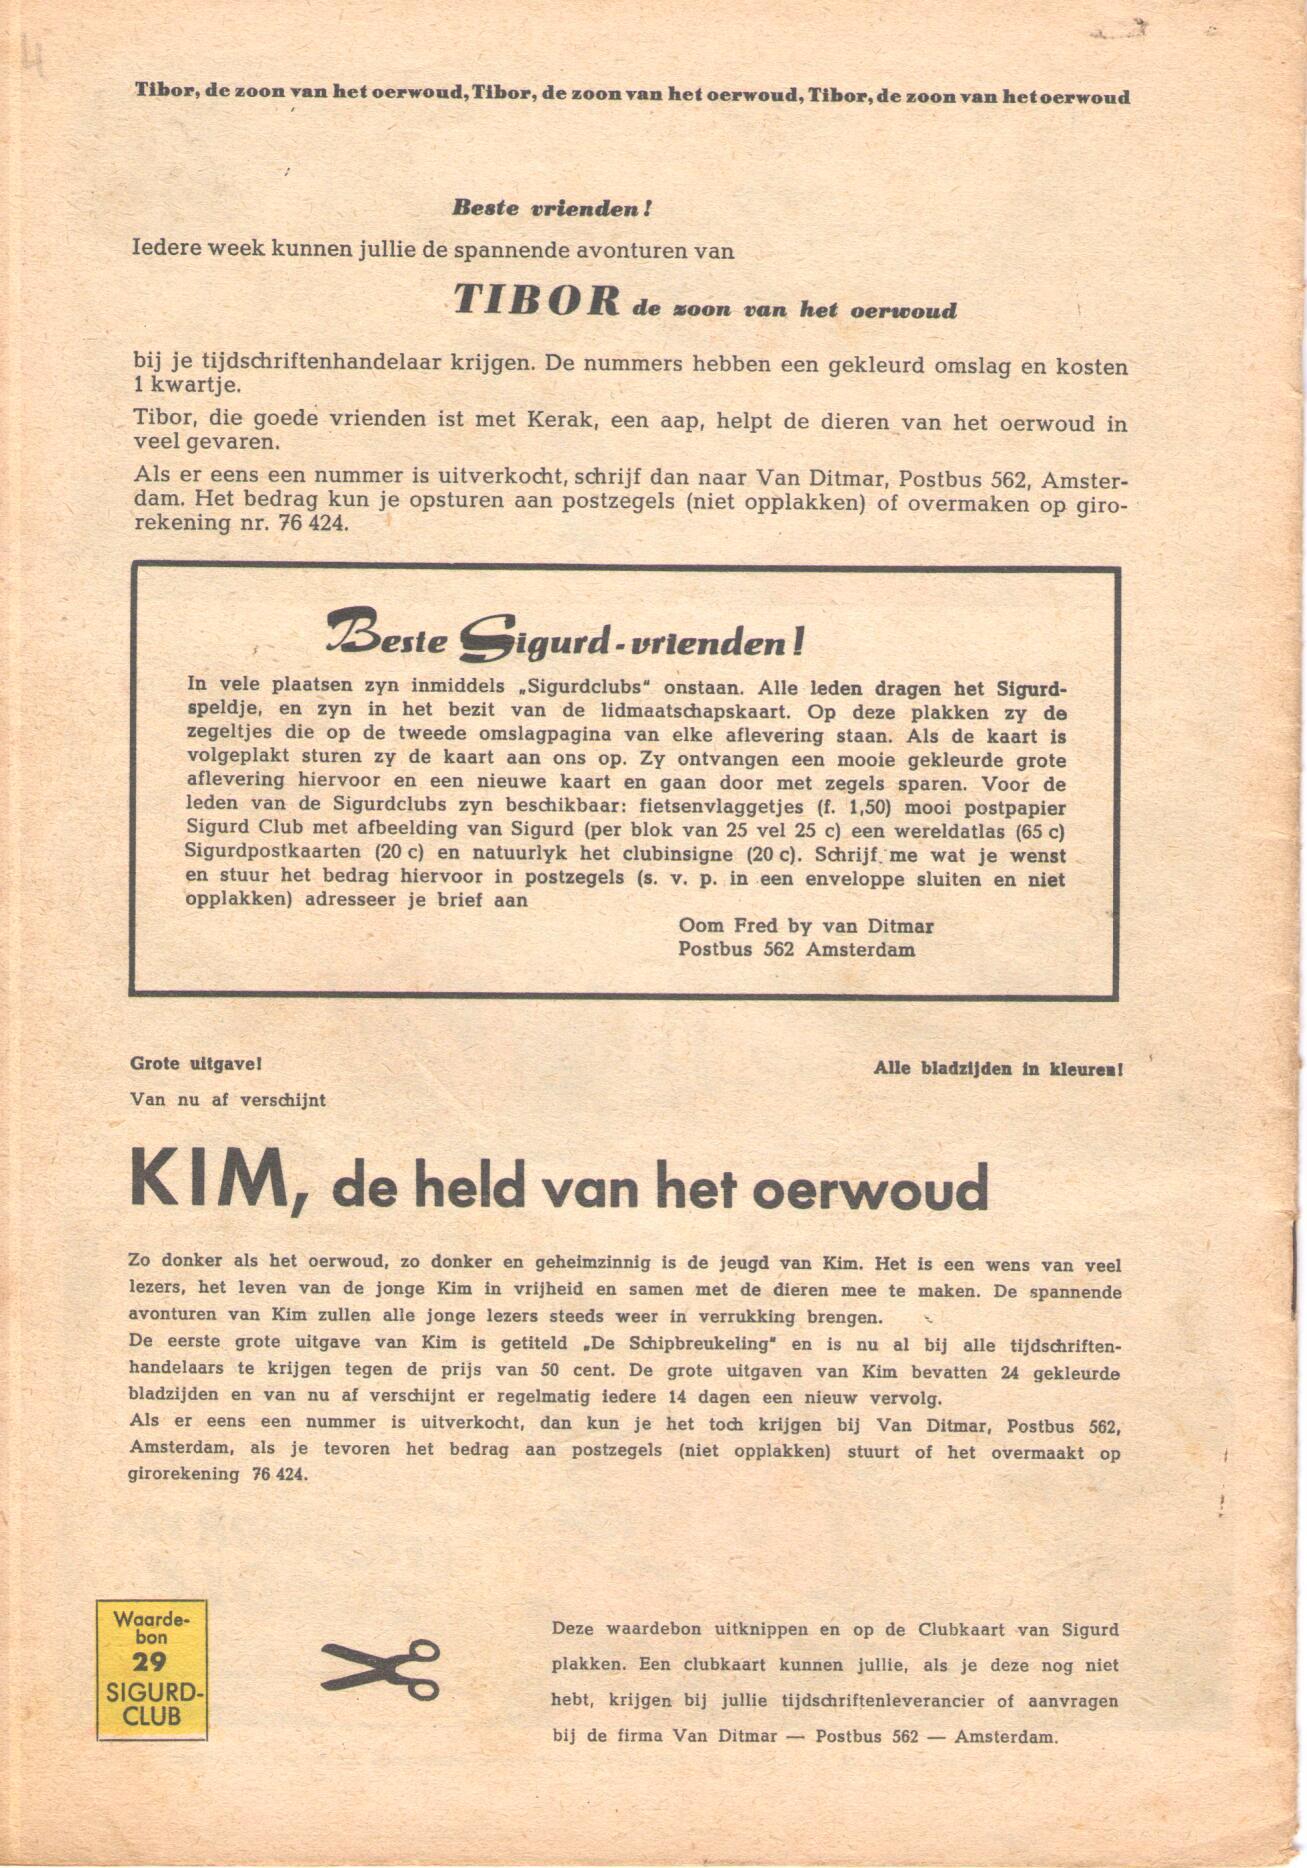 Tibor, de zoon van het oerwoud, Tibor, de zoon van het oerwoud, Tibor, de zoon van het oerwoud
Beste vrienden!
Iedere week kunnen jullie de spannende avonturen van
TIBOR de zoon van het oerwoud
bij je tijdschriftenhandelaar krijgen. De nummers hebben een gekleurd omslag en kosten
1 kwartje.
Tibor, die goede vrienden ist met Kerak, een aap, helpt de dieren van het oerwoud in
veel gevaren.
Als er eens een nummer is uitverkocht, schrijf dan naar Van Ditmar, Postbus 562, Amster-
dam. Het bedrag kun je opsturen aan postzegels (niet opplakken) of overmaken op giro-
rekening nr. 76 424.
Beste Sigurd-vrienden!
In vele plaatsen zyn inmiddels „Sigurdclubs" onstaan. Alle leden dragen het Sigurd-
speldje, en zyn in het bezit van de lidmaatschapskaart. Op deze plakken zy de
zegeltjes die op de tweede omslagpagina van elke aflevering staan. Als de kaart is
volgeplakt sturen zy de kaart aan ons op. Zy ontvangen een mooie gekleurde grote
aflevering hiervoor en een nieuwe kaart en gaan door met zegels sparen. Voor de
leden van de Sigurdclubs zyn beschikbaar: fietsenvlaggetjes (f. 1,50) mooi postpapier
Sigurd Club met afbeelding van Sigurd (per blok van 25 vel 25 c) een wereldatlas (65 c)
Sigurdpostkaarten (20 c) en natuurlyk het clubinsigne (20 c). Schrijf me wat je wenst
en stuur het bedrag hiervoor in postzegels (s. v. p. in een enveloppe sluiten en niet
opplakken) adresseer je brief aan
Oom Fred by van Ditmar
Postbus 562 Amsterdam
Grote uitgave! Alle bladzijden in kleuren!
Van nu af verschijnt
KIM, de held van het oerwoud
Zo donker als het oerwoud, zo donker en geheimzinnig is de jeugd van Kim. Het is een wens van veel
lezers, het leven van de jonge Kim in vrijheid en samen met de dieren mee te maken. De spannende
avonturen van Kim zullen alle jonge lezers steeds weer in verrukking brengen.
De eerste grote uitgave van Kim is getiteld „De Schipbreukeling" en is nu al bij alle tijdschriften-
handelaars te krijgen tegen de prijs van 50 cent. De grote uitgaven van Kim bevatten 24 gekleurde
bladzijden en van nu af verschijnt er regelmatig iedere 14 dagen een nieuw vervolg.
Als er eens een nummer is uitverkocht, dan kun je het toch krijgen bij Van Ditmar, Postbus 562,
Amsterdam, als je tevoren het bedrag aan postzegels (niet opplakken) stuurt of het overmaakt op
girorekening 76 424.
Waarde-
bon
29
SIGURD-
CLUB
Deze waardebon uitknippen en op de Clubkaart van Sigurd
plakken. Een clubkaart kunnen jullie, als je deze nog niet
hebt, krijgen bij jullie tijdschriftenleverancier of aanvragen
bij de firma Van Ditmar — Postbus 562 — Amsterdam.